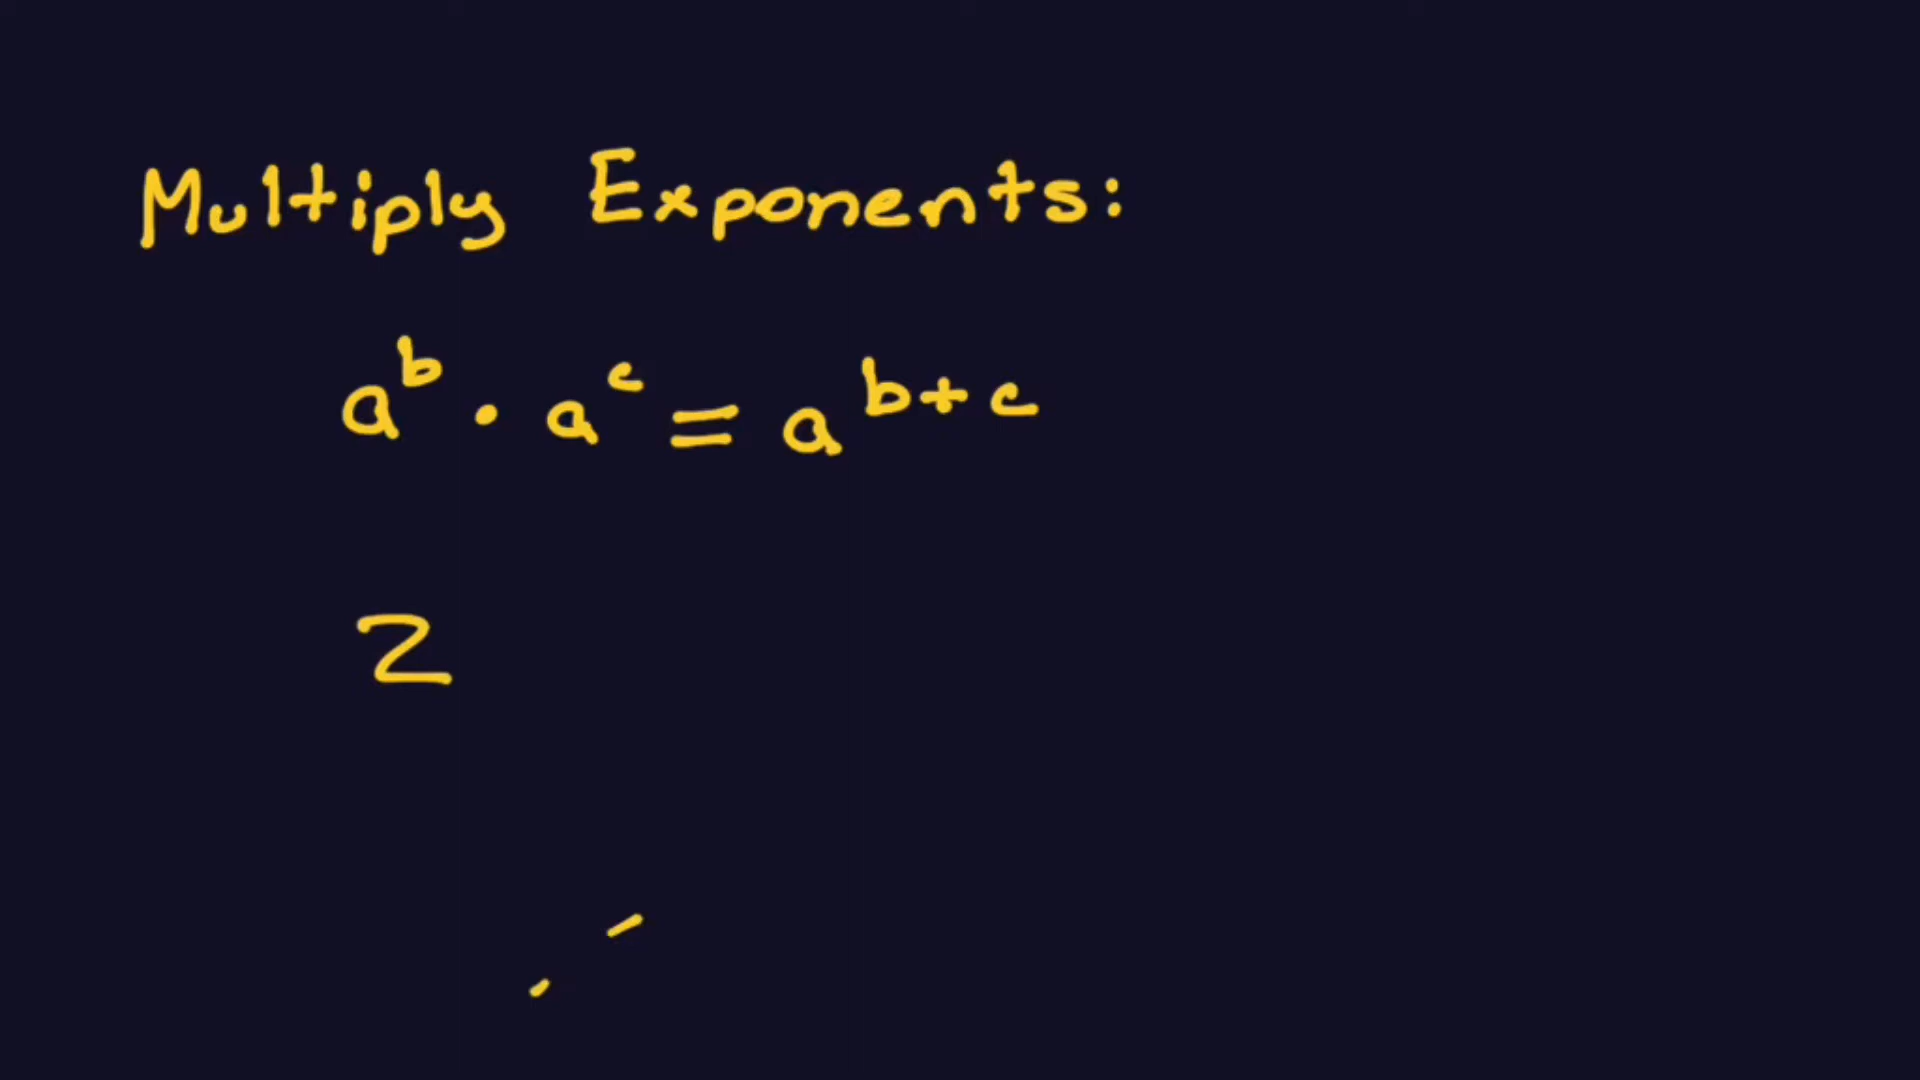 Multiply Exponents:
a^b · a^c = a^{b+c}
2